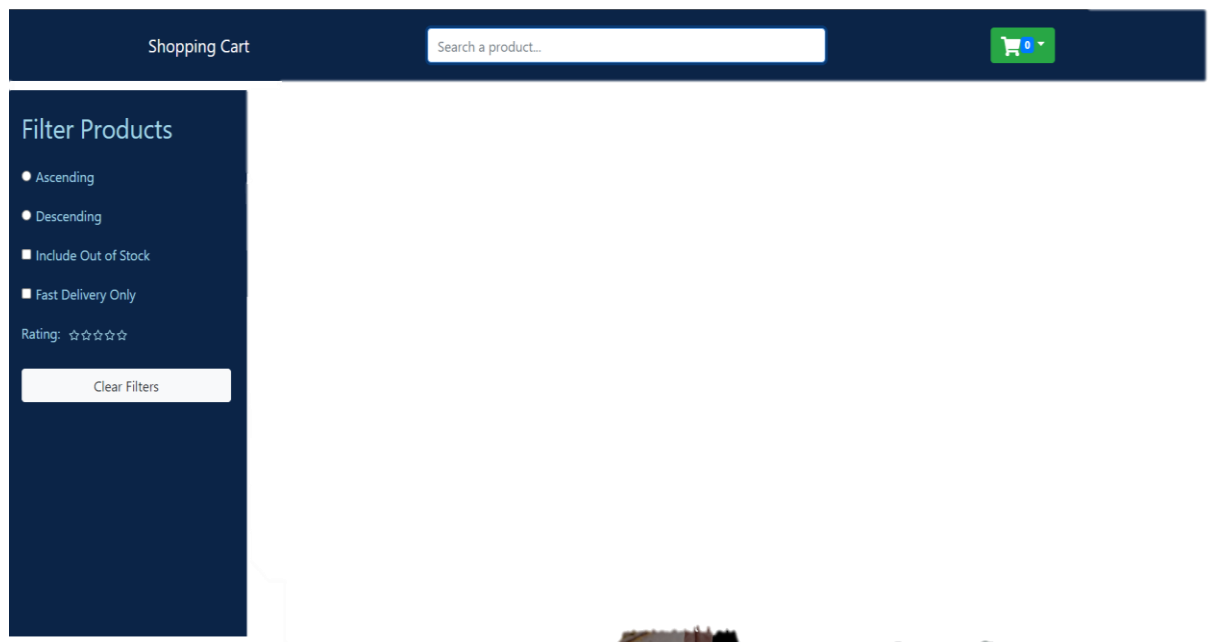 Shopping Cart
Search a product...
0
Filter Products
Ascending
Descending
Include Out of Stock
Fast Delivery Only
Rating: ☆☆☆☆☆
Clear Filters